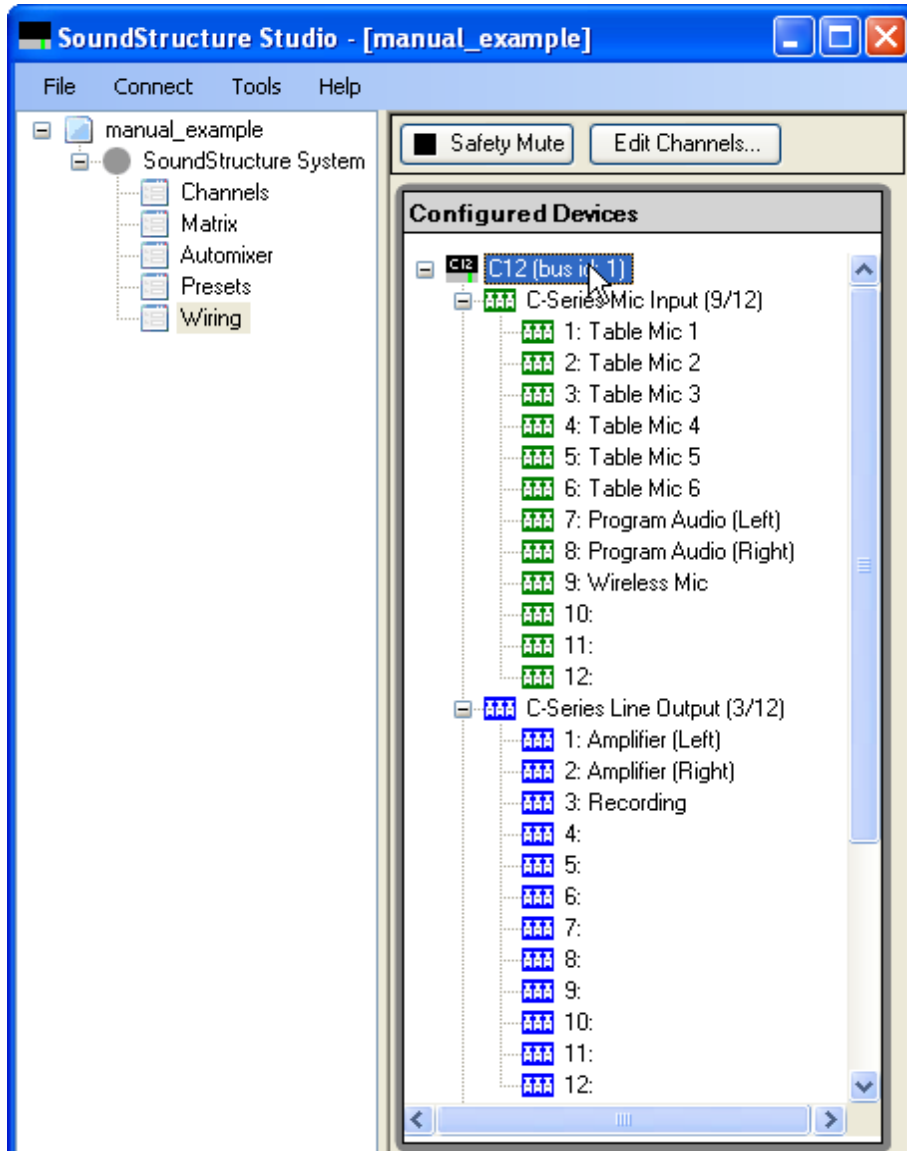 SoundStructure Studio - [manual_example]
File Connect Tools Help
manual_example
SoundStructure System
Channels
Matrix
Automixer
Presets
Wiring
Safety Mute Edit Channels...
Configured Devices
C12 C12 (bus id: 1)
C-Series Mic Input (9/12)
1: Table Mic 1
2: Table Mic 2
3: Table Mic 3
4: Table Mic 4
5: Table Mic 5
6: Table Mic 6
7: Program Audio (Left)
8: Program Audio (Right)
9: Wireless Mic
10:
11:
12:
C-Series Line Output (3/12)
1: Amplifier (Left)
2: Amplifier (Right)
3: Recording
4:
5:
6:
7:
8:
9:
10:
11:
12: